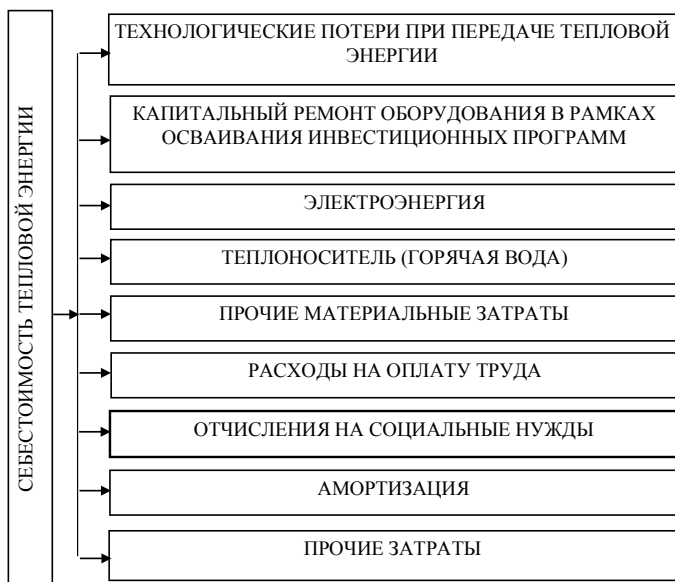 СЕБЕСТОИМОСТЬ ТЕПЛОВОЙ ЭНЕРГИИ
ТЕХНОЛОГИЧЕСКИЕ ПОТЕРИ ПРИ ПЕРЕДАЧЕ ТЕПЛОВОЙ
ЭНЕРГИИ
КАПИТАЛЬНЫЙ РЕМОНТ ОБОРУДОВАНИЯ В РАМКАХ
ОСВАИВАНИЯ ИНВЕСТИЦИОННЫХ ПРОГРАММ
ЭЛЕКТРОЭНЕРГИЯ
ТЕПЛОНОСИТЕЛЬ (ГОРЯЧАЯ ВОДА)
ПРОЧИЕ МАТЕРИАЛЬНЫЕ ЗАТРАТЫ
РАСХОДЫ НА ОПЛАТУ ТРУДА
ОТЧИСЛЕНИЯ НА СОЦИАЛЬНЫЕ НУЖДЫ
АМОРТИЗАЦИЯ
ПРОЧИЕ ЗАТРАТЫ